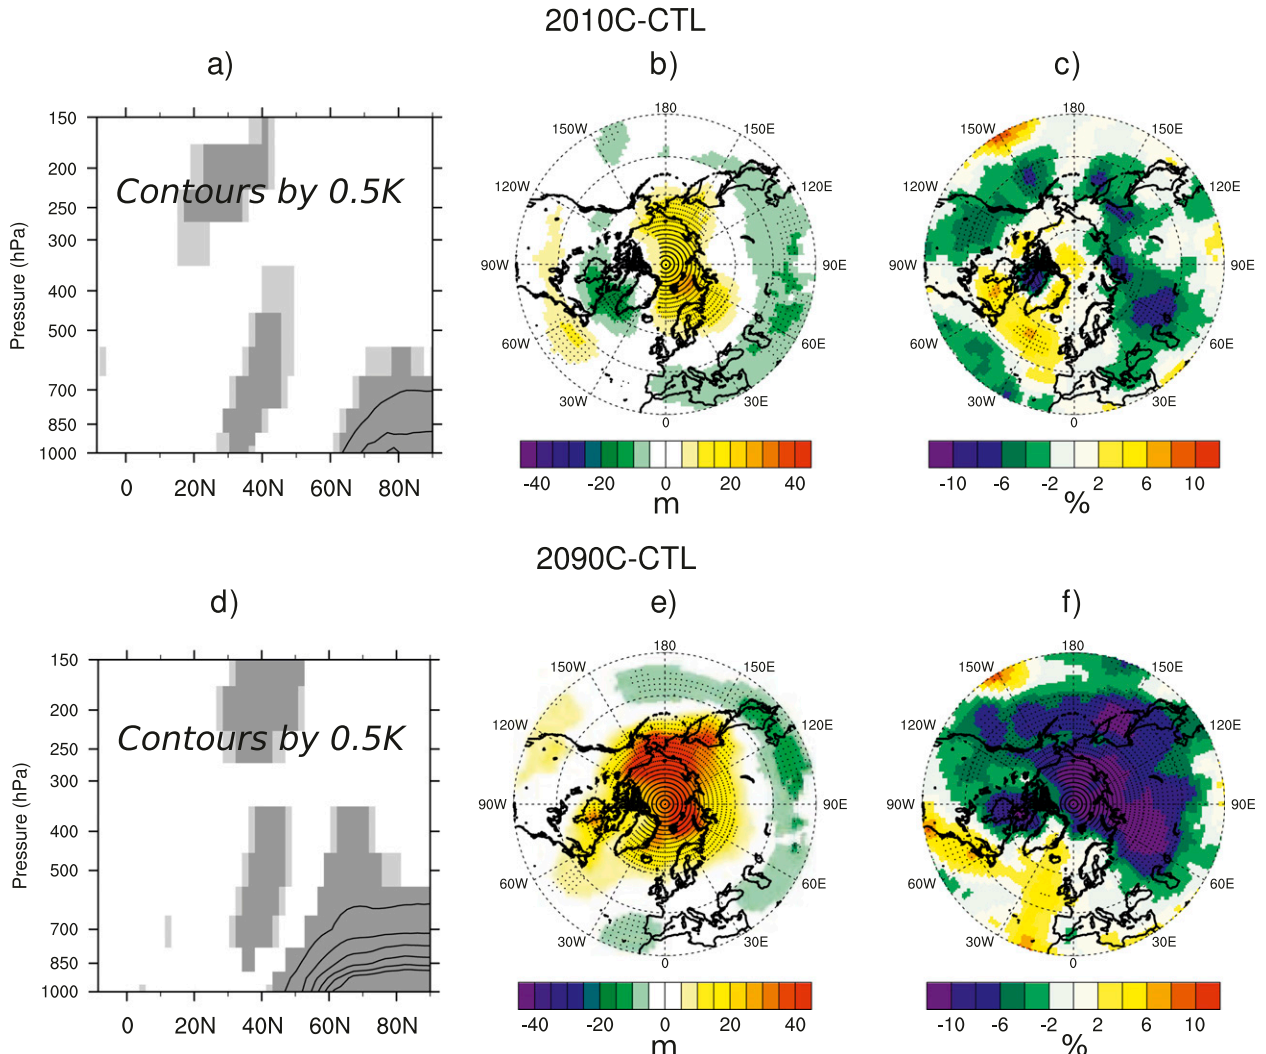 2010C-CTL
a)
b)
c)
Pressure (hPa)
150
200
250
300
400
500
700
850
1000
Contours by 0.5K
0 20N 40N 60N 80N
180
150W 150E
120W 120E
90W 90E
60W 60E
30W 30E
0
-40 -20 0 20 40
m
180
150W 150E
120W 120E
90W 90E
60W 60E
30W 30E
0
-10 -6 -2 2 6 10
%
2090C-CTL
d)
e)
f)
Pressure (hPa)
150
200
250
300
400
500
700
850
1000
Contours by 0.5K
0 20N 40N 60N 80N
180
150W 150E
120W 120E
90W 90E
60W 60E
30W 30E
0
-40 -20 0 20 40
m
180
150W 150E
120W 120E
90W 90E
60W 60E
30W 30E
0
-10 -6 -2 2 6 10
%